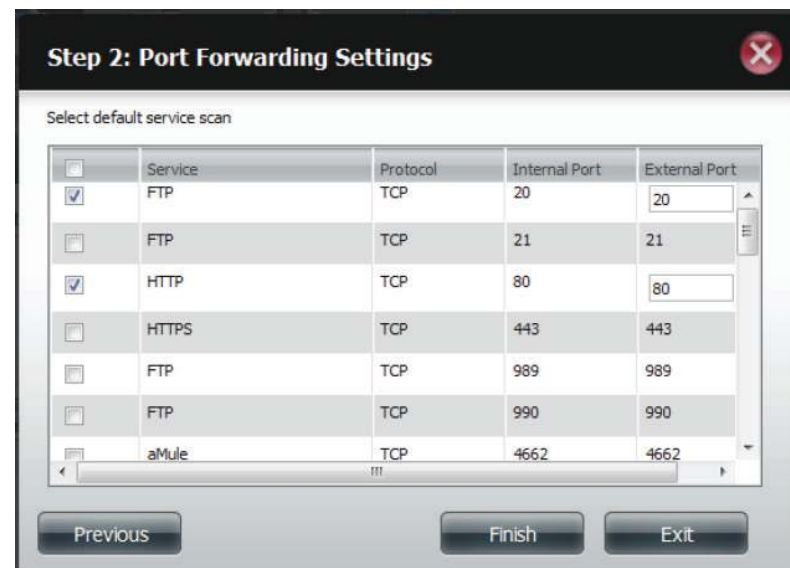 Step 2: Port Forwarding Settings
Select default service scan
Service Protocol Internal Port External Port
FTP TCP 20 20
FTP TCP 21 21
HTTP TCP 80 80
HTTPS TCP 443 443
FTP TCP 989 989
FTP TCP 990 990
aMule TCP 4662 4662
Previous Finish Exit